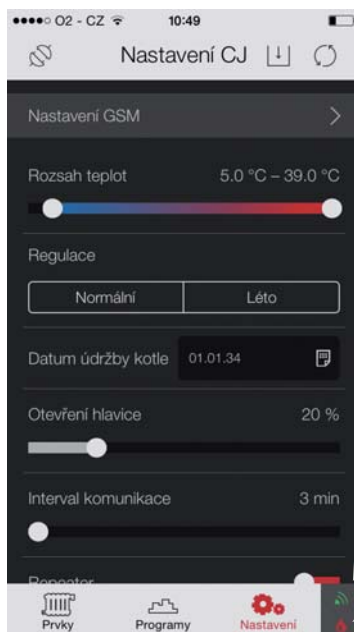 O2 - CZ 10:49
Nastavení CJ
Nastavení GSM
Rozsah teplot 5.0 °C – 39.0 °C
Regulace
Normální Léto
Datum údržby kotle 01.01.34
Otevření hlavice 20 %
Interval komunikace 3 min
Repeater
Prvky Programy Nastavení